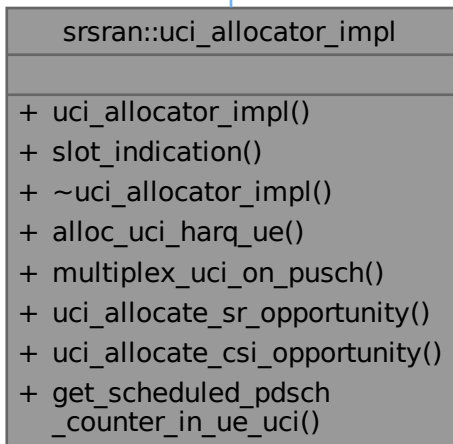 srsran::uci_allocator_impl
+ uci_allocator_impl()
+ slot_indication()
+ ~uci_allocator_impl()
+ alloc_uci_harq_ue()
+ multiplex_uci_on_pusch()
+ uci_allocate_sr_opportunity()
+ uci_allocate_csi_opportunity()
+ get_scheduled_pdsch
_counter_in_ue_uci()